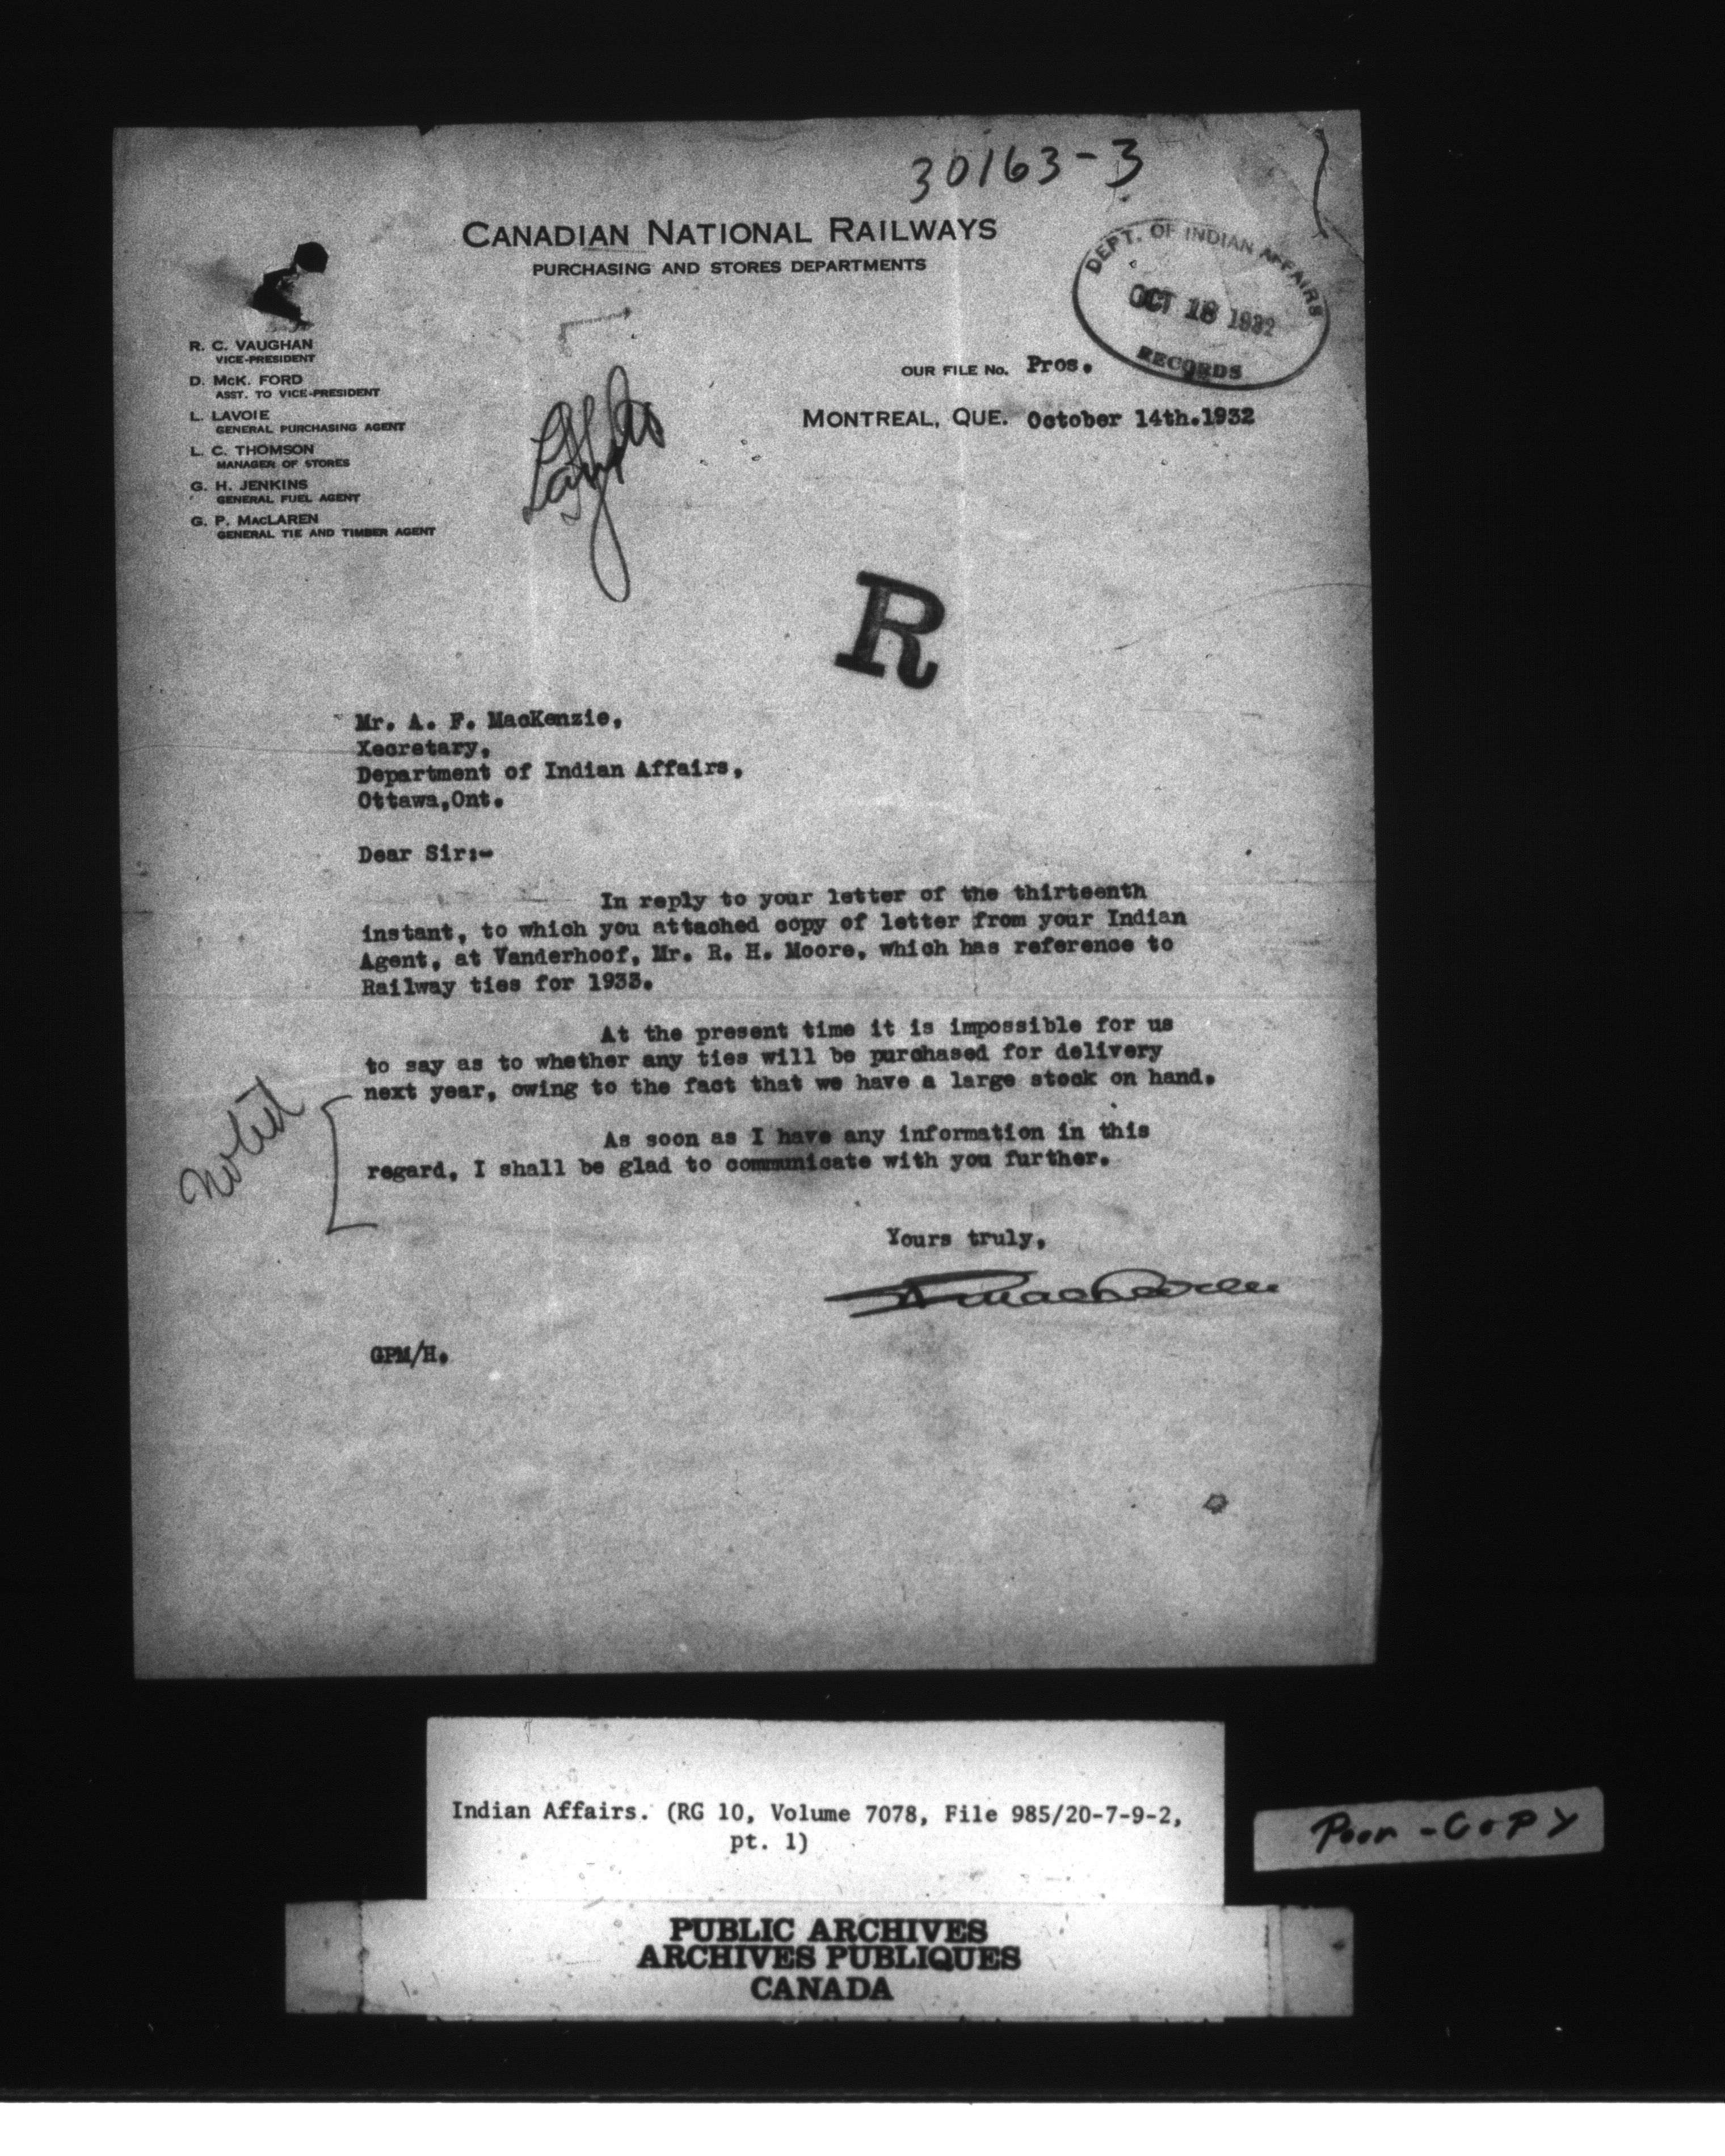 30163-3
CANADIAN NATIONAL RAILWAYS
PURCHASING AND STORES DEPARTMENTS
DEPT. OF INDIAN AFFAIRS
OCT 18 1932
RECORDS
R. C. VAUGHAN
VICE-PRESIDENT
D. McK. FORD
ASST. TO VICE-PRESIDENT
L. LAVOIE
GENERAL PURCHASING AGENT
L. C. THOMSON
MANAGER OF STORES
G. H. JENKINS
GENERAL FUEL AGENT
G. P. MacLAREN
GENERAL TIE AND TIMBER AGENT
OUR FILE No. Pros.
MONTREAL, QUE. October 14th.1932
R
Mr. A. F. MacKenzie,
Xecretary,
Department of Indian Affairs,
Ottawa,Ont.
Dear Sir:-
In reply to your letter of the thirteenth
instant, to which you attached copy of letter from your Indian
Agent, at Vanderhoof, Mr. R. H. Moore, which has reference to
Railway ties for 1933.
At the present time it is impossible for us
to say as to whether any ties will be purchased for delivery
next year, owing to the fact that we have a large stock on hand.
As soon as I have any information in this
regard, I shall be glad to communicate with you further.
Yours truly,
GPM/H.
Indian Affairs. (RG 10, Volume 7078, File 985/20-7-9-2,
pt. 1)
Poor - COPY
PUBLIC ARCHIVES
ARCHIVES PUBLIQUES
CANADA